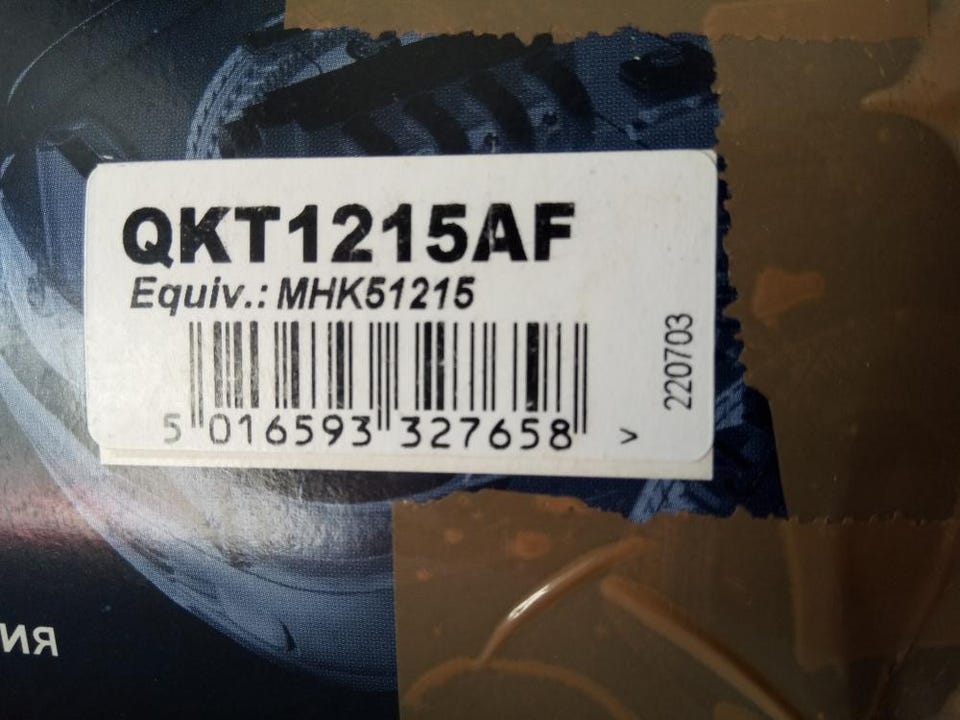 QKT1215AF
Equiv.: MHK51215
5 016593 327658 >
220703
ИЯ